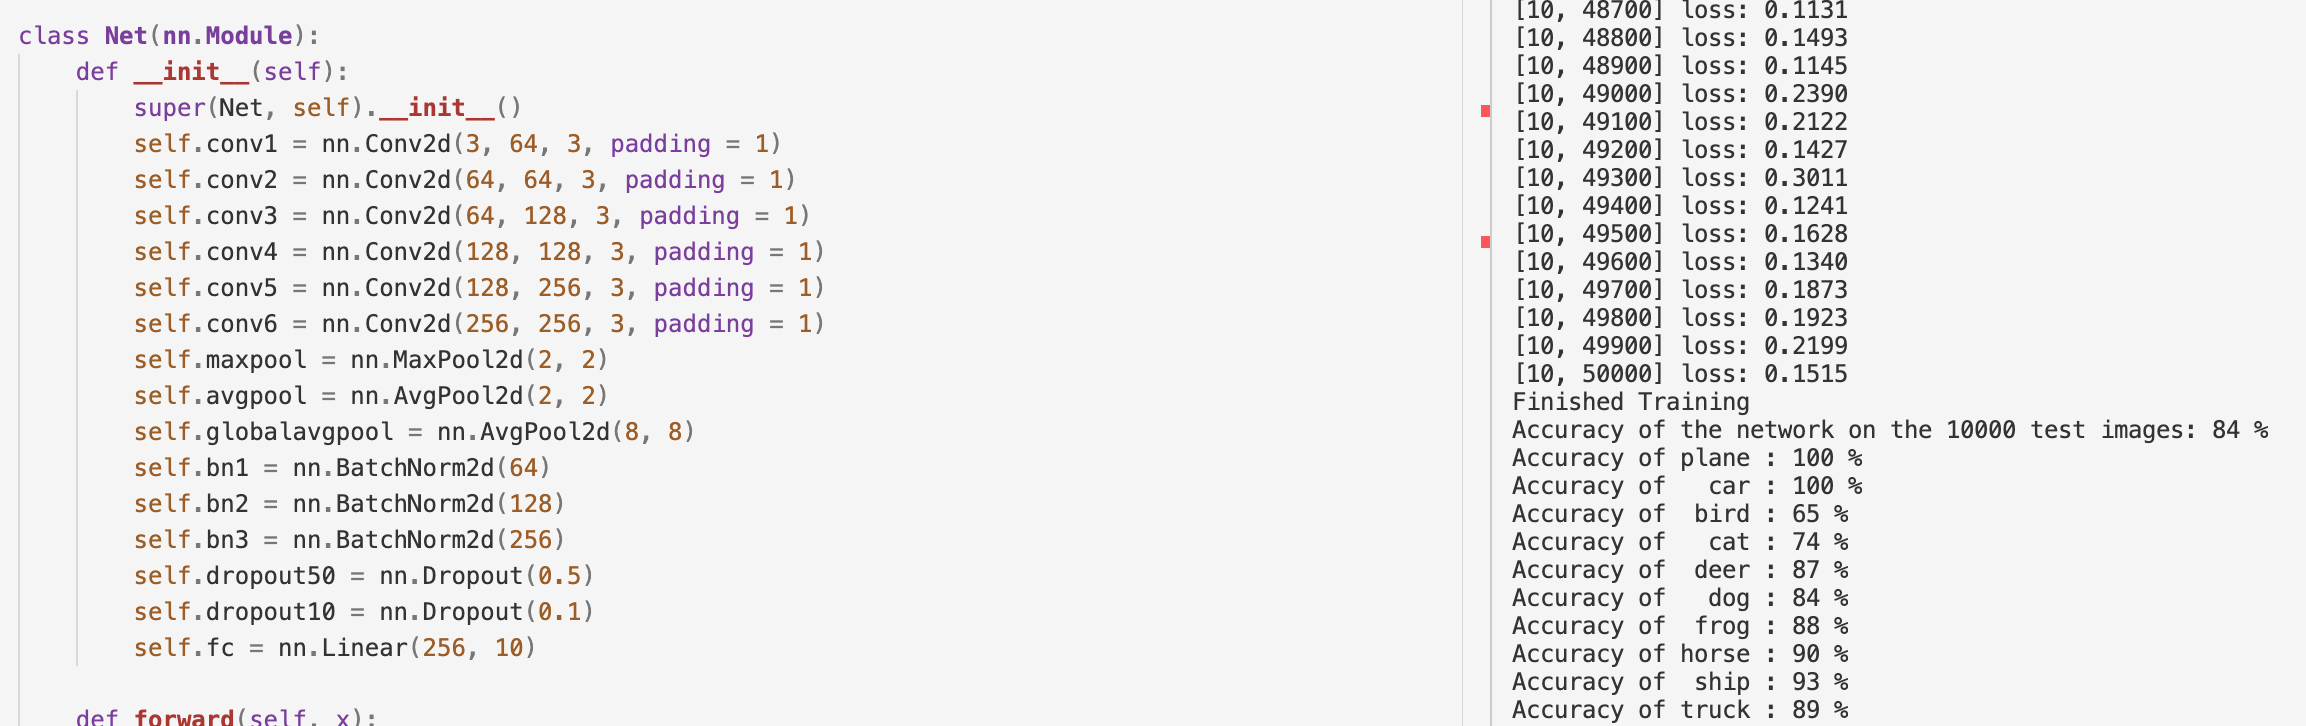 class Net(nn.Module):
    def __init__(self):
        super(Net, self).__init__()
        self.conv1 = nn.Conv2d(3, 64, 3, padding = 1)
        self.conv2 = nn.Conv2d(64, 64, 3, padding = 1)
        self.conv3 = nn.Conv2d(64, 128, 3, padding = 1)
        self.conv4 = nn.Conv2d(128, 128, 3, padding = 1)
        self.conv5 = nn.Conv2d(128, 256, 3, padding = 1)
        self.conv6 = nn.Conv2d(256, 256, 3, padding = 1)
        self.maxpool = nn.MaxPool2d(2, 2)
        self.avgpool = nn.AvgPool2d(2, 2)
        self.globalavgpool = nn.AvgPool2d(8, 8)
        self.bn1 = nn.BatchNorm2d(64)
        self.bn2 = nn.BatchNorm2d(128)
        self.bn3 = nn.BatchNorm2d(256)
        self.dropout50 = nn.Dropout(0.5)
        self.dropout10 = nn.Dropout(0.1)
        self.fc = nn.Linear(256, 10)
    def forward(self, x):
[10, 48700] loss: 0.1131
[10, 48800] loss: 0.1493
[10, 48900] loss: 0.1145
[10, 49000] loss: 0.2390
[10, 49100] loss: 0.2122
[10, 49200] loss: 0.1427
[10, 49300] loss: 0.3011
[10, 49400] loss: 0.1241
[10, 49500] loss: 0.1628
[10, 49600] loss: 0.1340
[10, 49700] loss: 0.1873
[10, 49800] loss: 0.1923
[10, 49900] loss: 0.2199
[10, 50000] loss: 0.1515
Finished Training
Accuracy of the network on the 10000 test images: 84 %
Accuracy of plane : 100 %
Accuracy of   car : 100 %
Accuracy of  bird : 65 %
Accuracy of   cat : 74 %
Accuracy of  deer : 87 %
Accuracy of   dog : 84 %
Accuracy of  frog : 88 %
Accuracy of horse : 90 %
Accuracy of  ship : 93 %
Accuracy of truck : 89 %